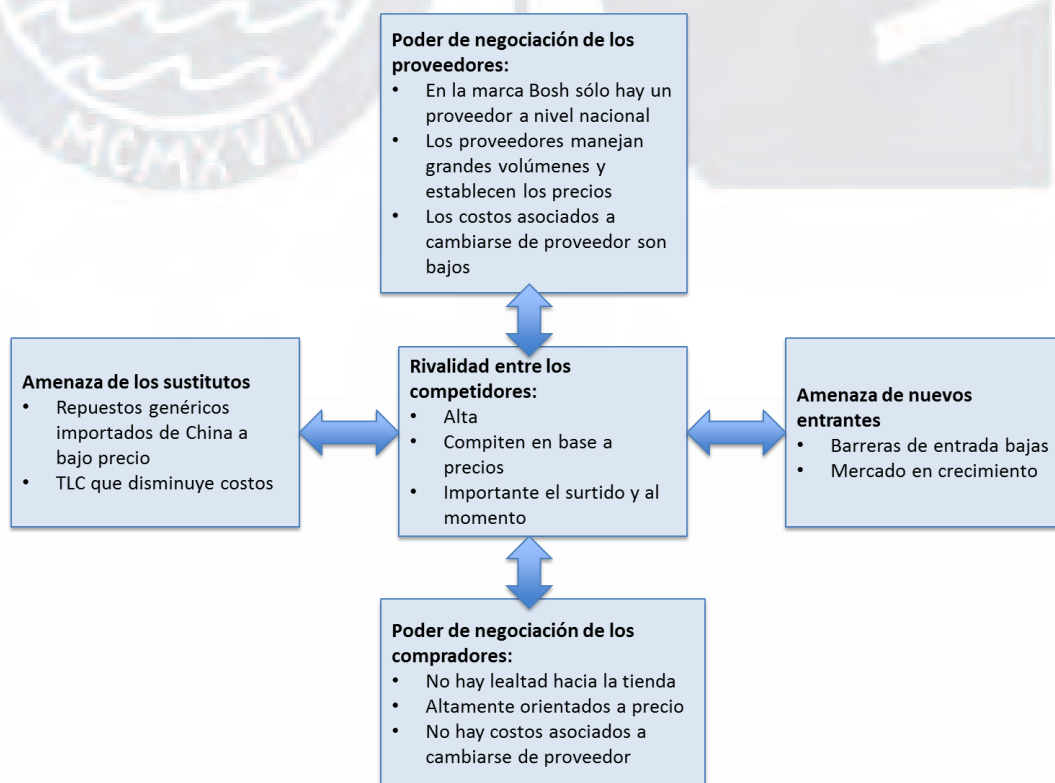 MCMXVII
Poder de negociación de los
proveedores:
• En la marca Bosh sólo hay un
proveedor a nivel nacional
• Los proveedores manejan
grandes volúmenes y
establecen los precios
• Los costos asociados a
cambiarse de proveedor son
bajos
Amenaza de los sustitutos
• Repuestos genéricos
importados de China a
bajo precio
• TLC que disminuye costos
Rivalidad entre los
competidores:
• Alta
• Compiten en base a
precios
• Importante el surtido y al
momento
Amenaza de nuevos
entrantes
• Barreras de entrada bajas
• Mercado en crecimiento
Poder de negociación de los
compradores:
• No hay lealtad hacia la tienda
• Altamente orientados a precio
• No hay costos asociados a
cambiarse de proveedor